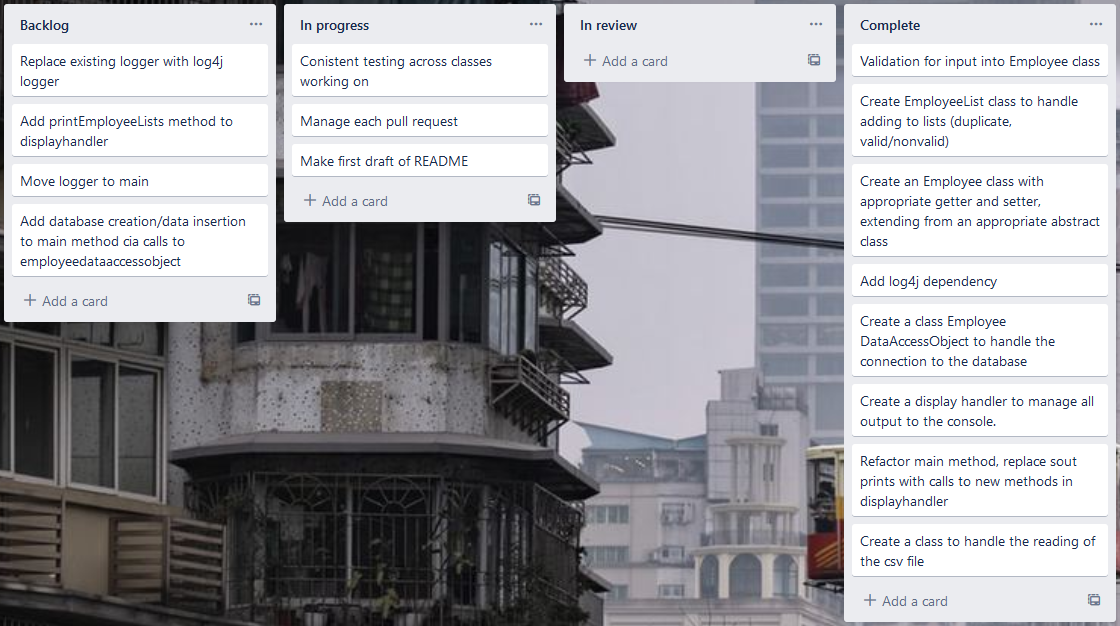 Backlog
Replace existing logger with log4j
logger
Add printEmployeeLists method to
displayhandler
Move logger to main
Add database creation/data insertion
to main method cia calls to
employeedataaccessobject
Add a card
In progress
Conistent testing across classes
working on
Manage each pull request
Make first draft of README
Add a card
In review
Add a card
Complete
Validation for input into Employee class
Create EmployeeList class to handle
adding to lists (duplicate,
valid/nonvalid)
Create an Employee class with
appropriate getter and setter,
extending from an appropriate abstract
class
Add log4j dependency
Create a class Employee
DataAccessObject to handle the
connection to the database
Create a display handler to manage all
output to the console.
Refactor main method, replace sout
prints with calls to new methods in
displayhandler
Create a class to handle the reading of
the csv file
Add a card